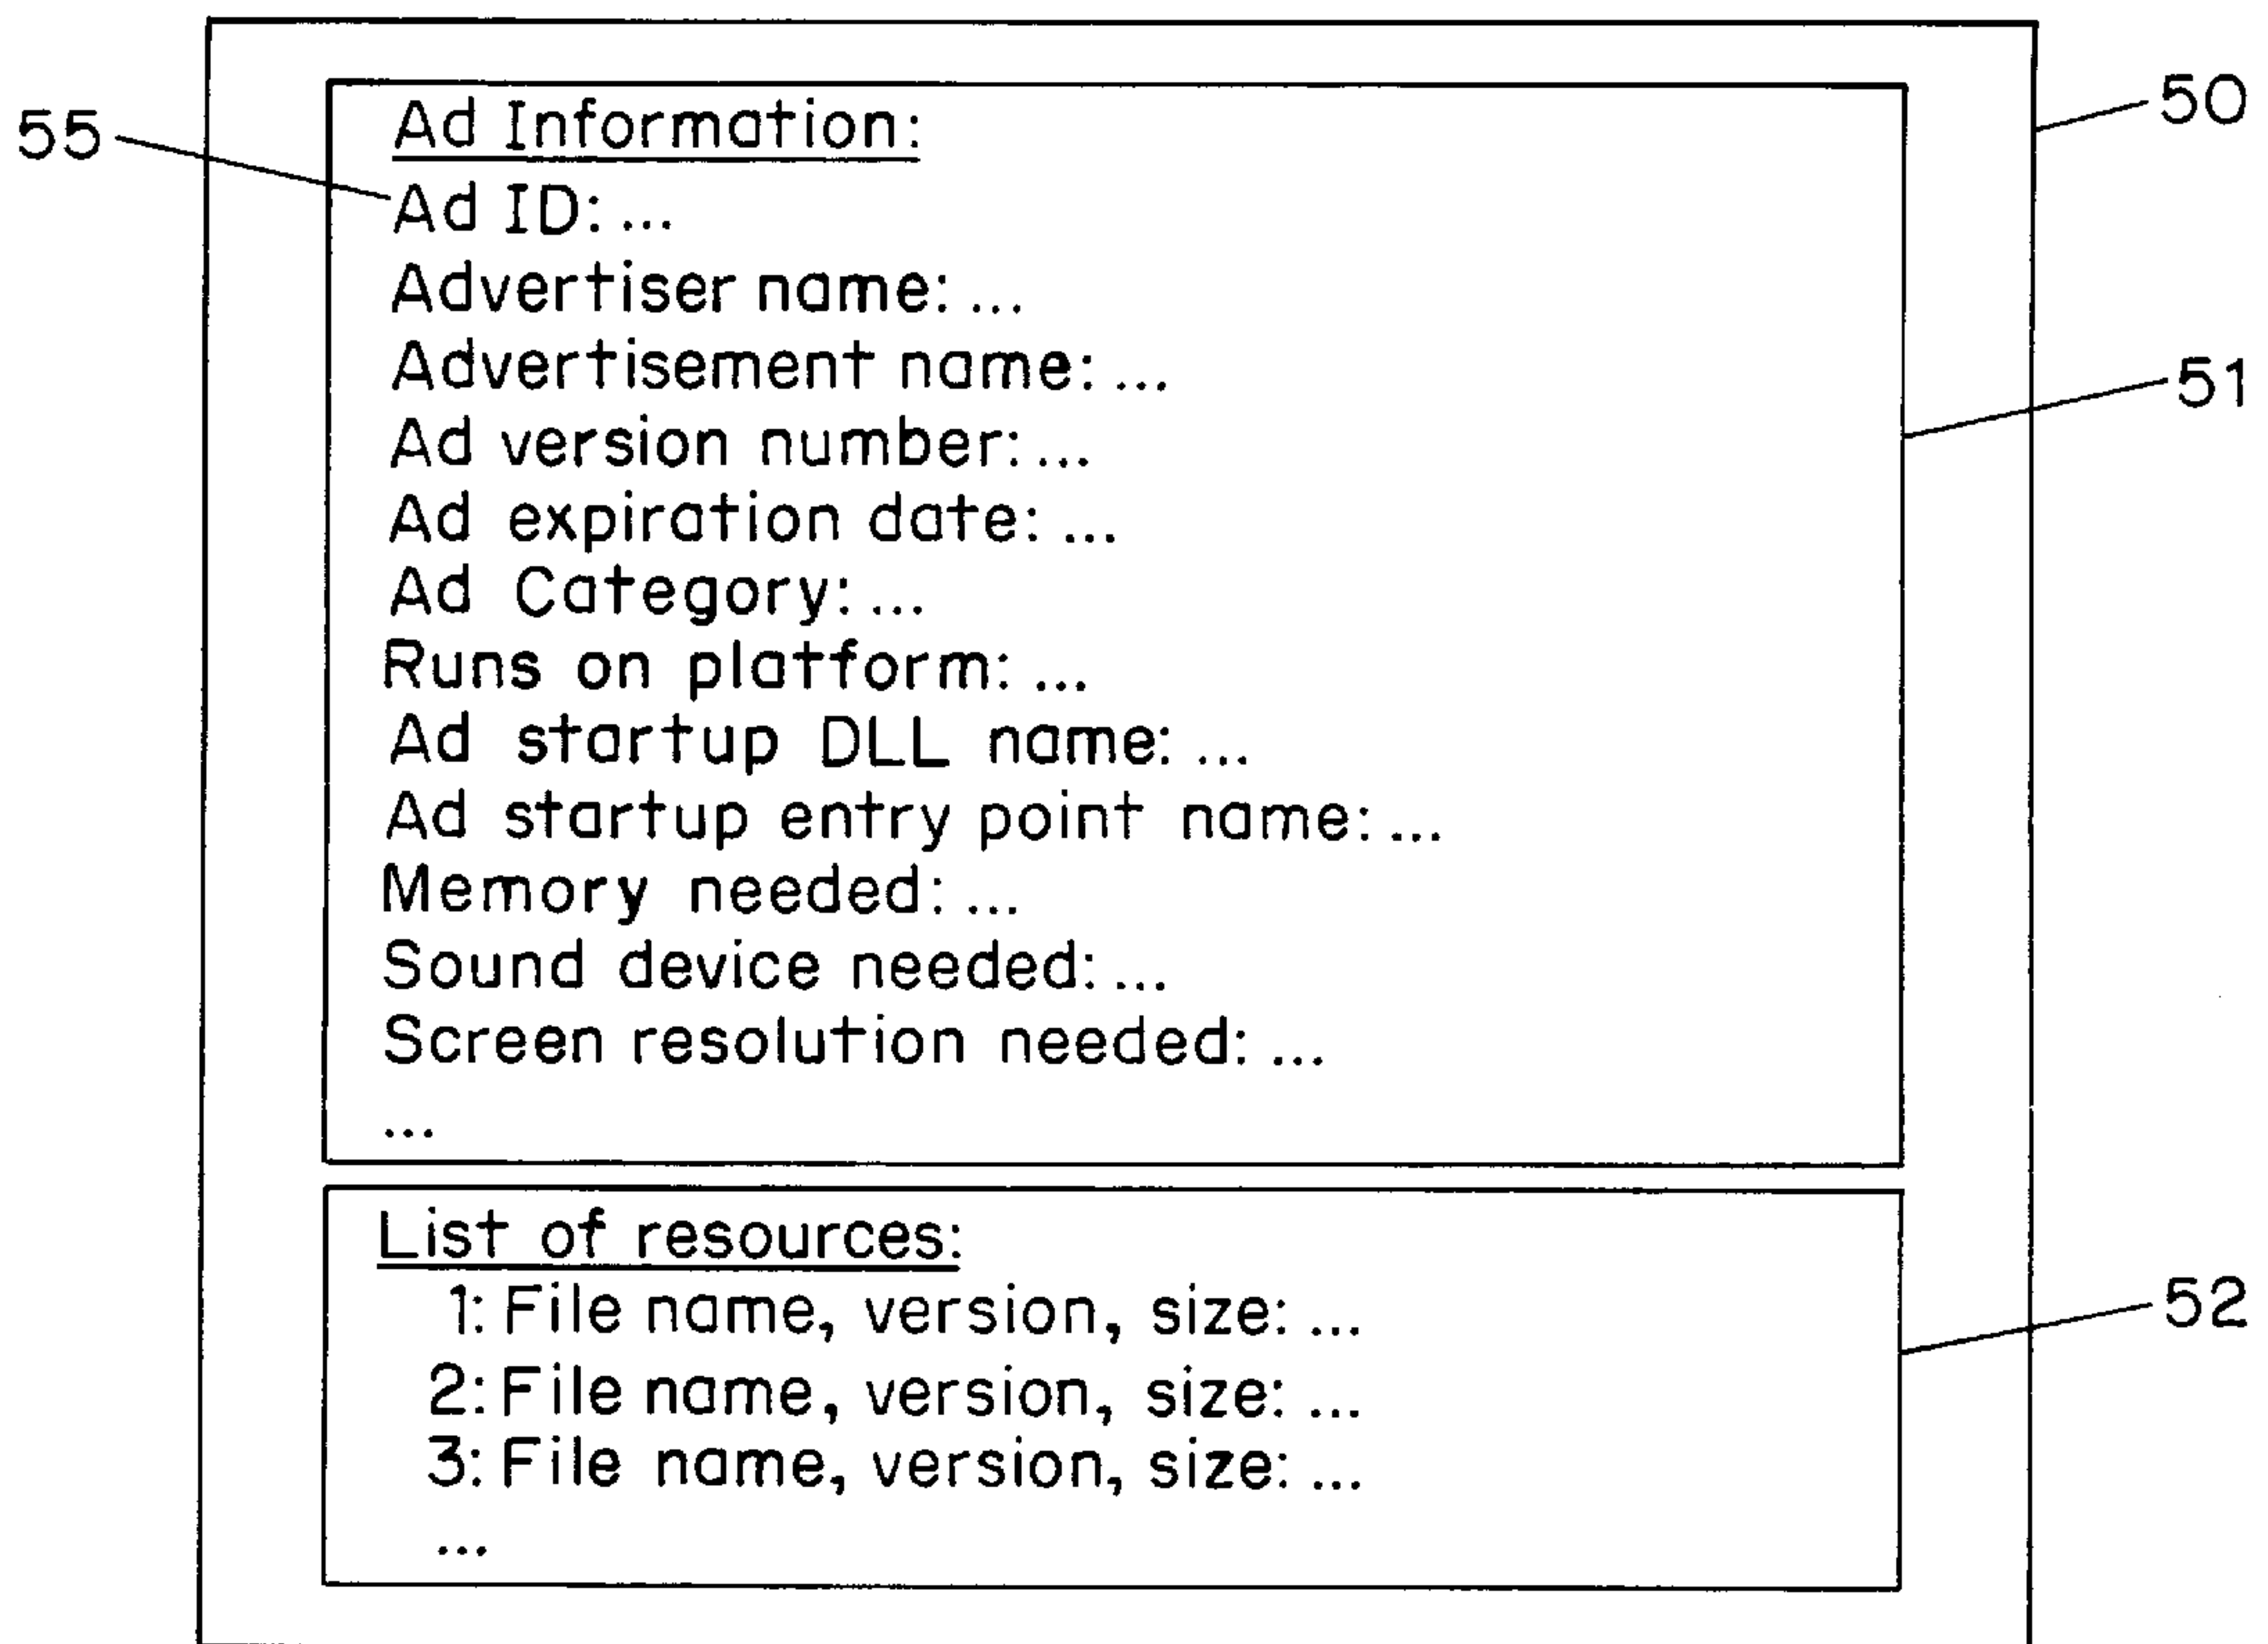 Ad Information:
55
50
Ad ID: ...
Advertiser name: ...
Advertisement name: ...
51
Ad version number: ...
Ad expiration date: ...
Ad Category: ...
Runs on platform: ...
Ad startup DLL name: ...
Ad startup entry point name: ...
Memory needed: ...
Sound device needed: ...
Screen resolution needed: ...
...
List of resources:
1: File name, version, size: ...
52
2: File name, version, size: ...
3: File name, version, size: ...
...